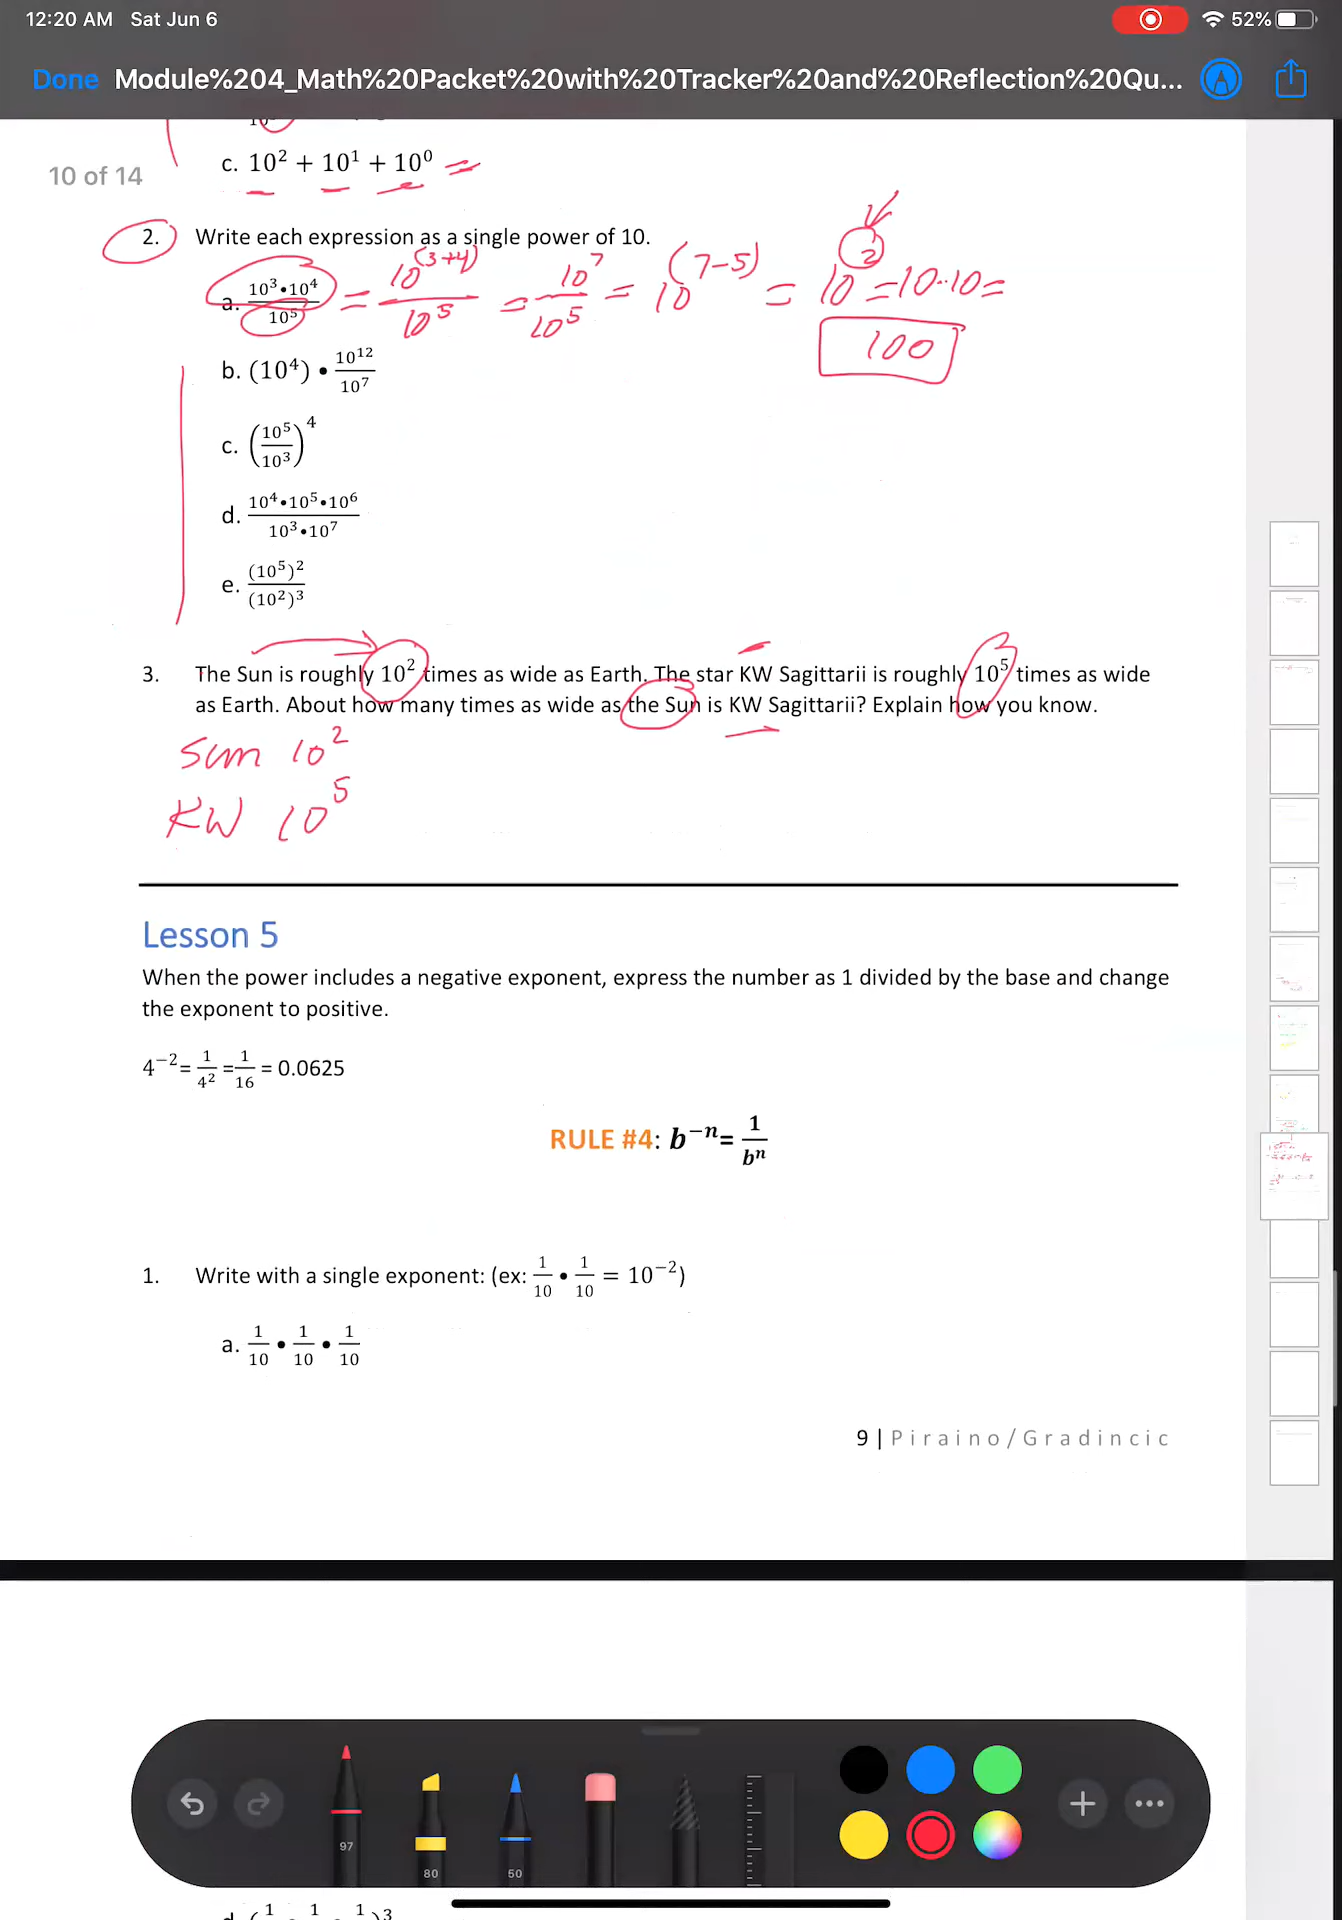 12:20 AM Sat Jun 6
52%
Done Module%204_Math%20Packet%20with%20Tracker%20and%20Reflection%20Qu...
10 of 14
c. 10² + 10¹ + 10⁰ =
2. Write each expression as a single power of 10.
a. 10³•10⁴/10⁵ = 10^(3+4)/10⁵ = 10⁷/10⁵ = 10^(7-5) = 10² = 10·10 =
100
b. (10⁴) • 10¹²/10⁷
c. (10⁵/10³)⁴
d. 10⁴•10⁵•10⁶/10³•10⁷
e. (10⁵)²/(10²)³
3. The Sun is roughly 10² times as wide as Earth. The star KW Sagittarii is roughly 10⁵ times as wide
as Earth. About how many times as wide as the Sun is KW Sagittarii? Explain how you know.
Sun 10²
KW 10⁵
Lesson 5
When the power includes a negative exponent, express the number as 1 divided by the base and change
the exponent to positive.
4⁻²= 1/4² = 1/16 = 0.0625
RULE #4: b⁻ⁿ= 1/bⁿ
1. Write with a single exponent: (ex: 1/10 • 1/10 = 10⁻²)
a. 1/10 • 1/10 • 1/10
9 | Piraino/Gradincic
97
80
50